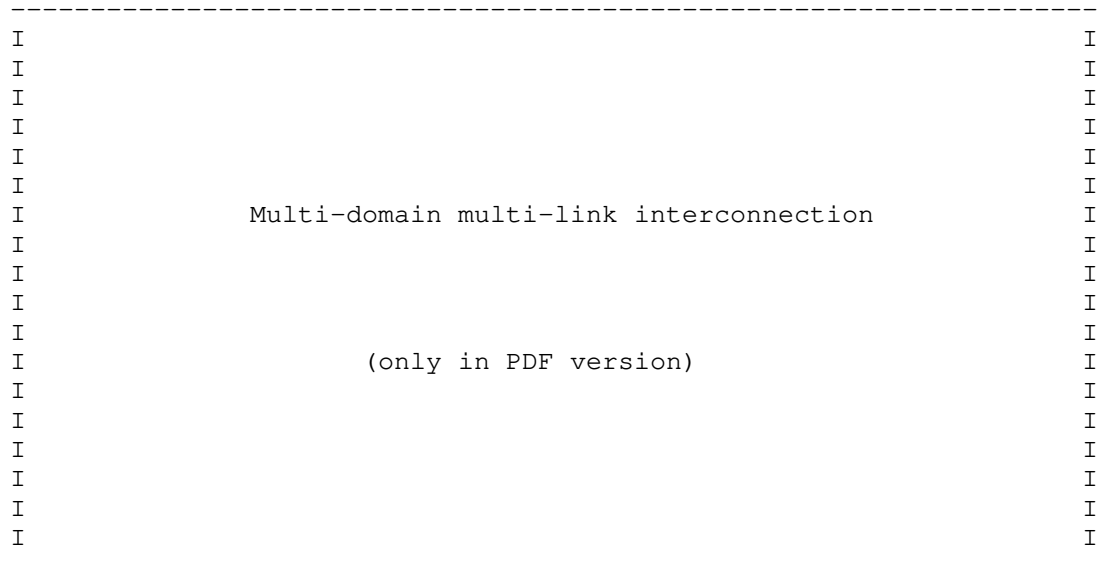 --------------------------------------------------------------------
I                                                                  I
I                                                                  I
I                                                                  I
I                                                                  I
I                                                                  I
I                                                                  I
I              Multi-domain multi-link interconnection             I
I                                                                  I
I                                                                  I
I                                                                  I
I                                                                  I
I                     (only in PDF version)                        I
I                                                                  I
I                                                                  I
I                                                                  I
I                                                                  I
I                                                                  I
I                                                                  I